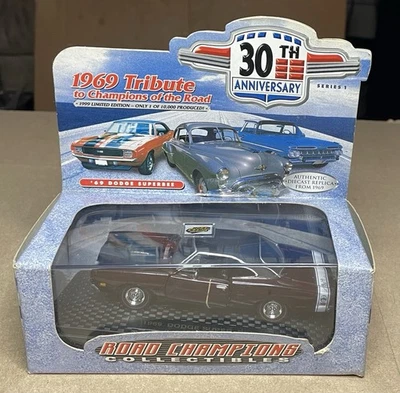 30TH
ANNIVERSARY
SERIES 1
1969 Tribute
to Champions of the Road
• 1999 LIMITED EDITION - ONLY 1 OF 10,000 PRODUCED! •
'69 DODGE SUPERBEE
AUTHENTIC
DIECAST REPLICA
FROM 1969
ROAD CHAMPIONS
COLLECTIBLES